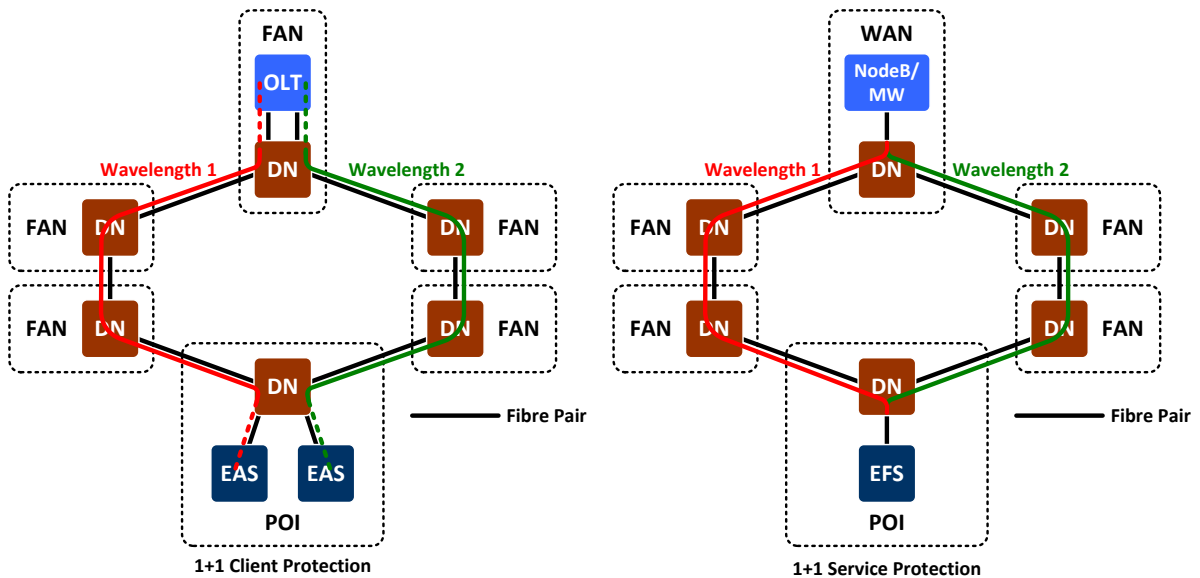 FAN
OLT
Wavelength 1
Wavelength 2
DN
FAN
DN
DN
FAN
FAN
DN
DN
FAN
DN
Fibre Pair
EAS
EAS
POI
1+1 Client Protection
WAN
NodeB/
MW
Wavelength 1
Wavelength 2
DN
FAN
DN
DN
FAN
FAN
DN
DN
FAN
DN
Fibre Pair
EFS
POI
1+1 Service Protection